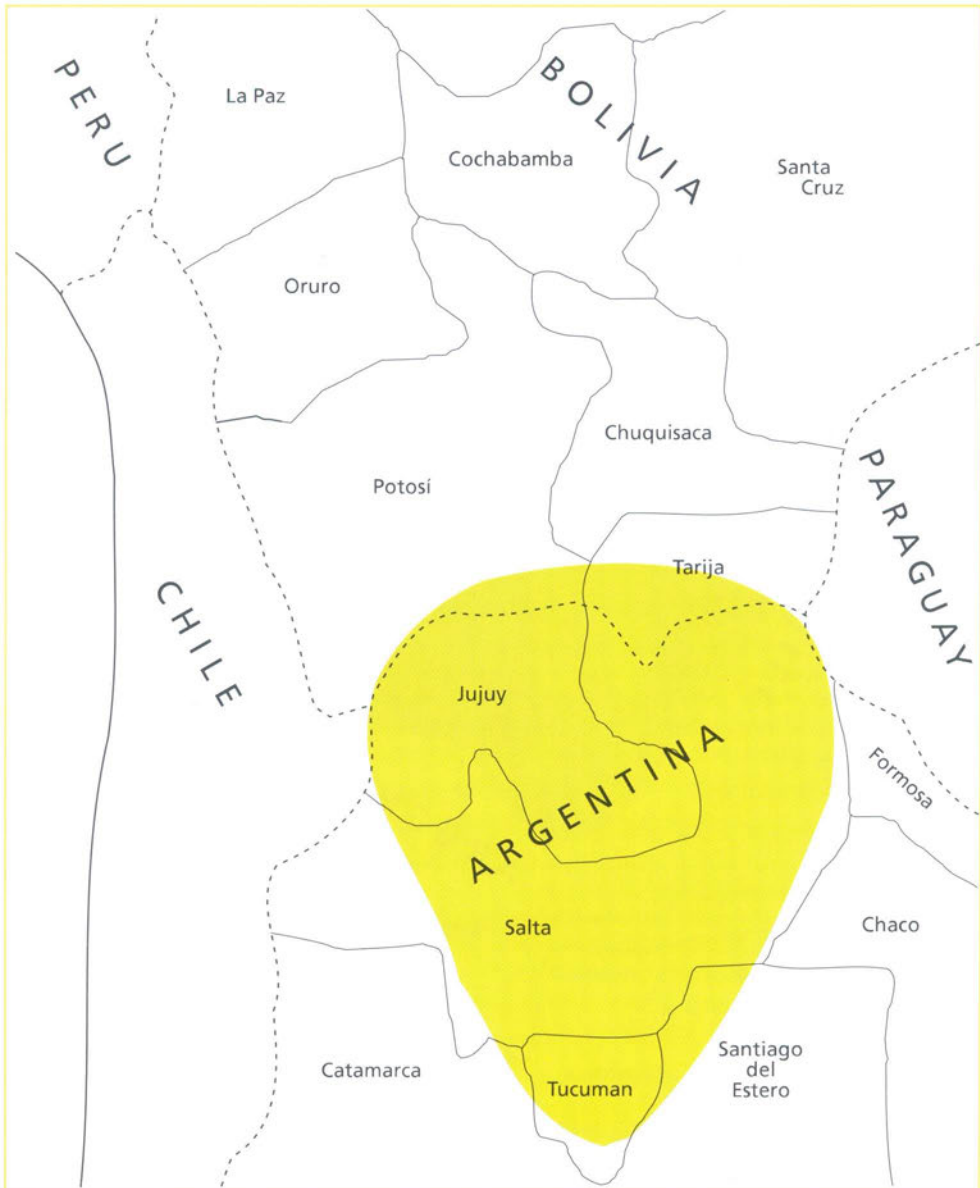 PERU
BOLIVIA
La Paz
Cochabamba
Santa
Cruz
Oruro
Chuquisaca
Potosí
PARAGUAY
Tarija
CHILE
Jujuy
ARGENTINA
Formosa
Salta
Chaco
Catamarca
Tucuman
Santiago
del
Estero